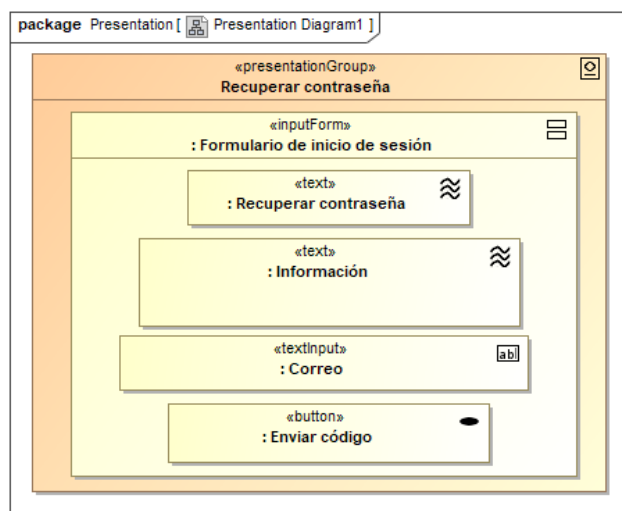 package Presentation [ Presentation Diagram1 ]
«presentationGroup»
Recuperar contraseña
«inputForm»
: Formulario de inicio de sesión
«text»
: Recuperar contraseña
«text»
: Información
«textInput»
: Correo
ab
«button»
: Enviar código